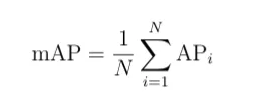 mAP = \frac{1}{N} \sum_{i=1}^{N} AP_i